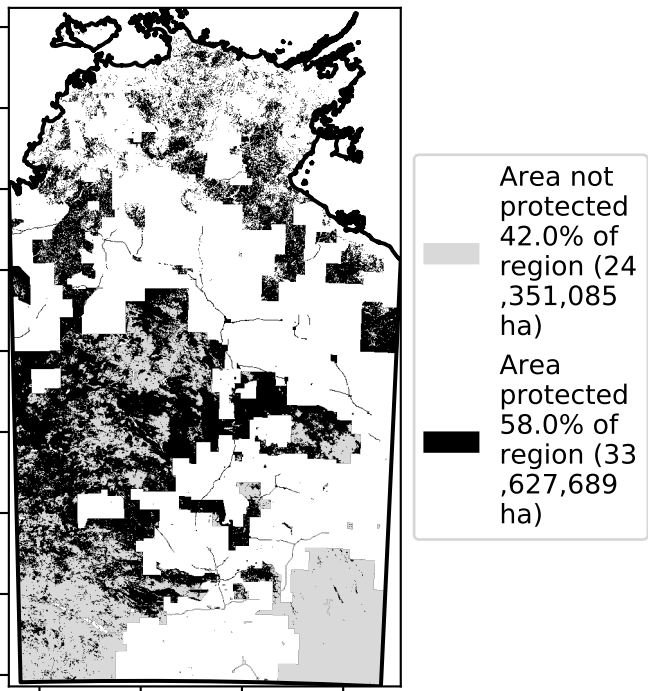 Area not
protected
42.0% of
region (24
,351,085
ha)
Area
protected
58.0% of
region (33
,627,689
ha)